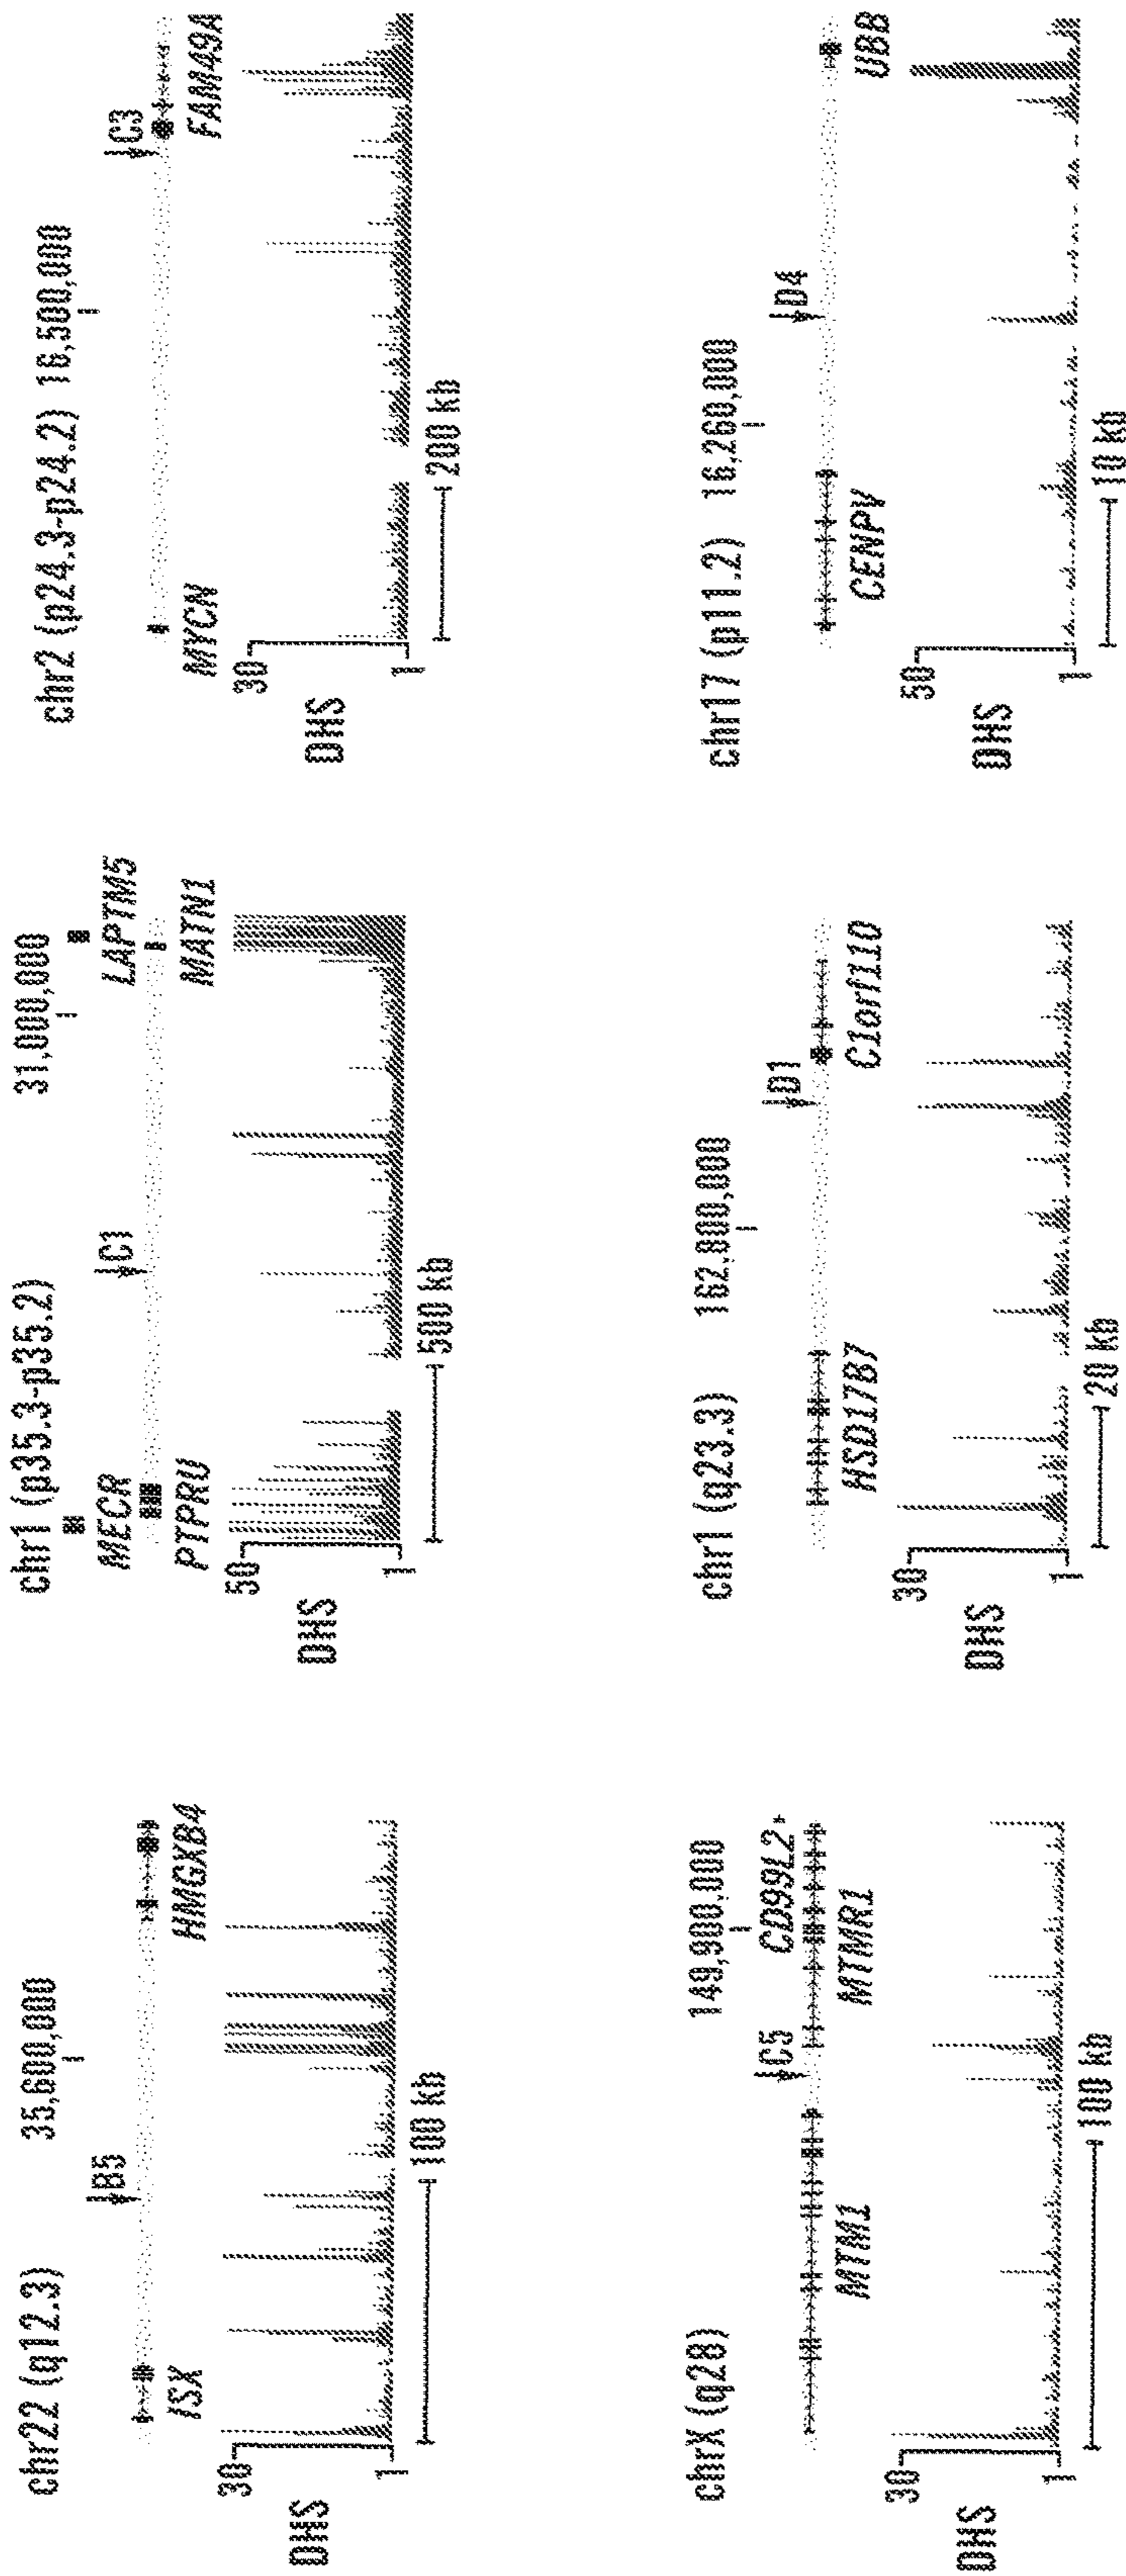 chr22 (q12.3) 35,600,000
B5
ISX HMGXB4
30
DHS
1
100 kb
chr1 (p35.3-p35.2) 31,000,000
MECR C1 LAPTM5
PTPRU MATN1
50
DHS
1
500 kb
chr2 (p24.3-p24.2) 16,500,000
C3
MYCN FAM49A
30
DHS
1
200 kb
chrX (q28) 149,900,000
C5 CD99L2
MTM1 MTMR1
30
DHS
1
100 kb
chr1 (q23.3) 162,800,000
D1
HSD17B7 C1orf110
30
DHS
1
20 kb
chr17 (p11.2) 16,260,000
D4
CENPV UBB
50
DHS
1
10 kb